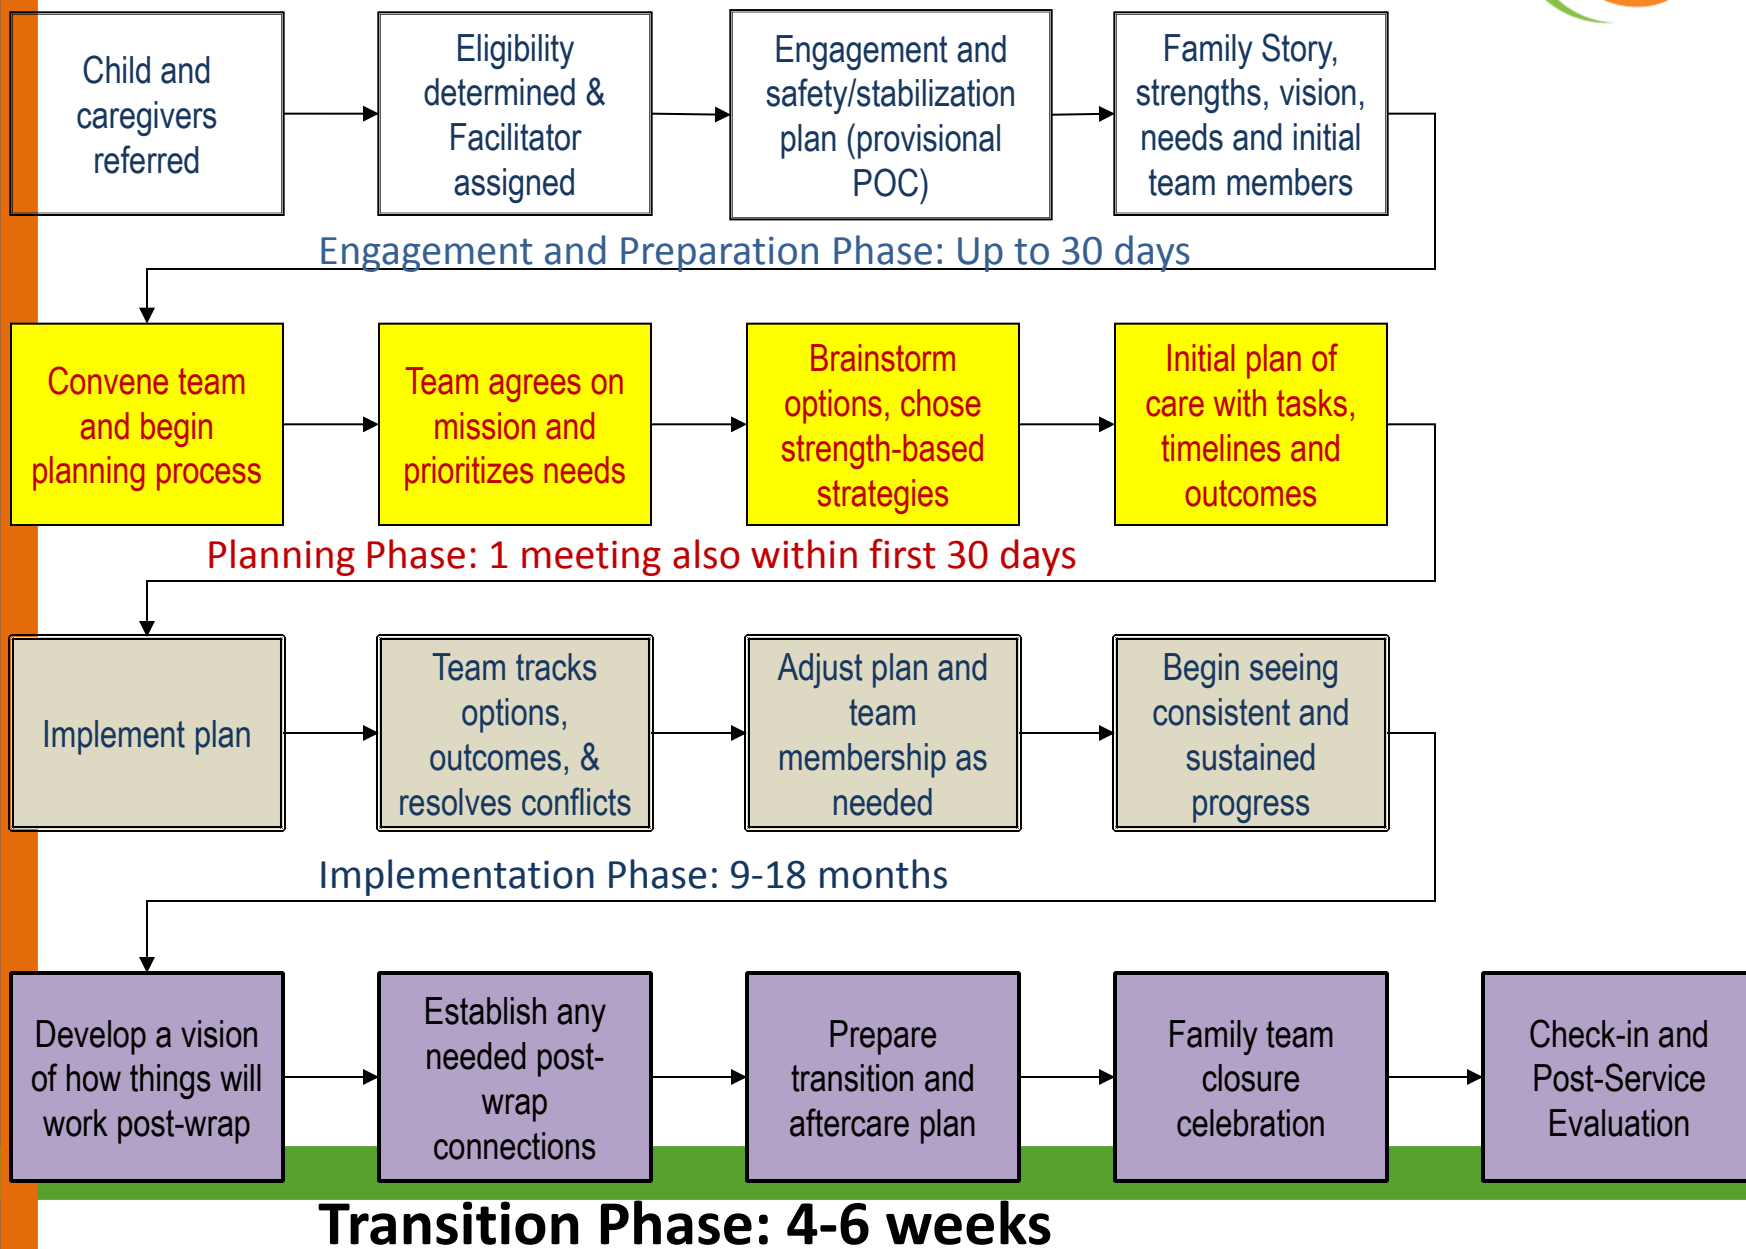 Child and
caregivers
referred
Eligibility
determined &
Facilitator
assigned
Engagement and
safety/stabilization
plan (provisional
POC)
Family Story,
strengths, vision,
needs and initial
team members
Engagement and Preparation Phase: Up to 30 days
Convene team
and begin
planning process
Team agrees on
mission and
prioritizes needs
Brainstorm
options, chose
strength-based
strategies
Initial plan of
care with tasks,
timelines and
outcomes
Planning Phase: 1 meeting also within first 30 days
Implement plan
Team tracks
options,
outcomes, &
resolves conflicts
Adjust plan and
team
membership as
needed
Begin seeing
consistent and
sustained
progress
Implementation Phase: 9-18 months
Develop a vision
of how things will
work post-wrap
Establish any
needed post-
wrap
connections
Prepare
transition and
aftercare plan
Family team
closure
celebration
Check-in and
Post-Service
Evaluation
Transition Phase: 4-6 weeks